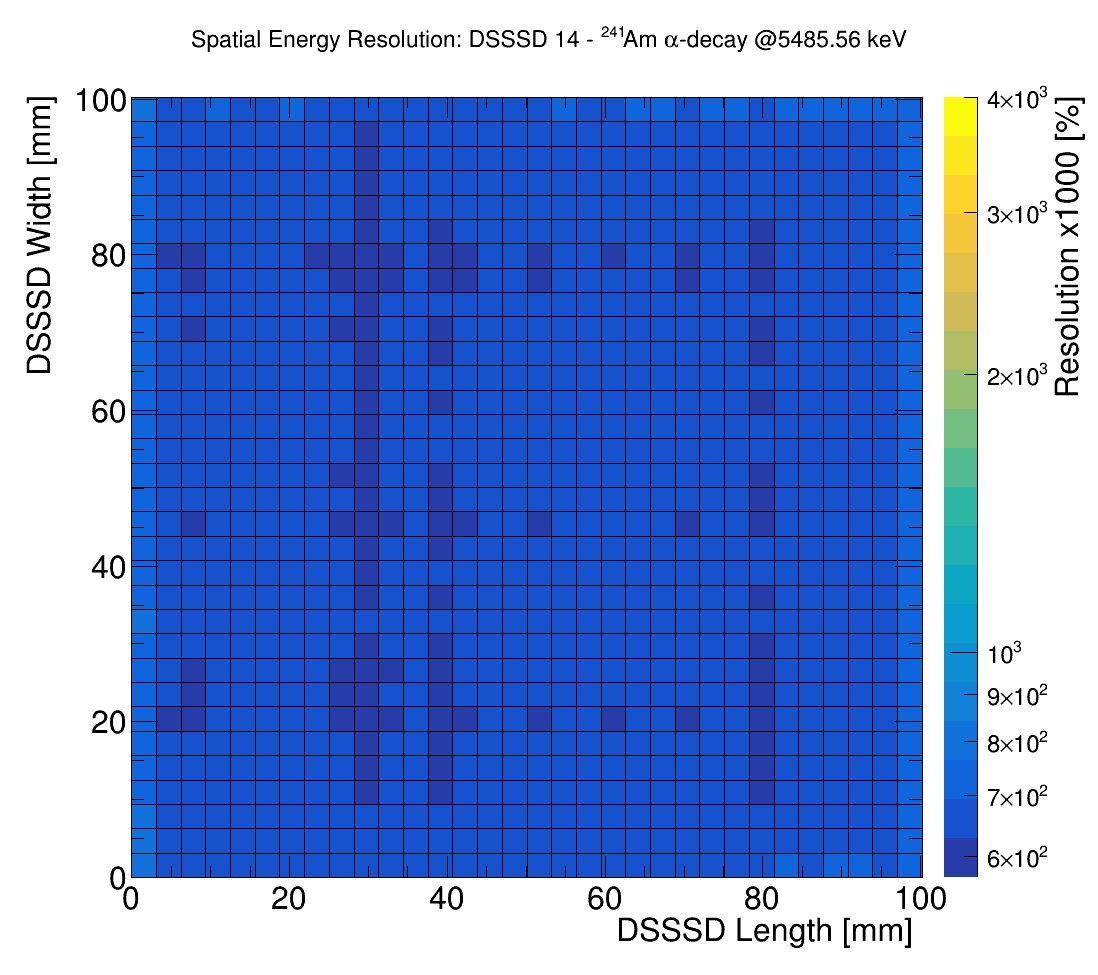 Spatial Energy Resolution: DSSSD 14 - ²⁴¹Am α-decay @5485.56 keV
DSSSD Width [mm]
100
80
60
40
20
0
0 20 40 60 80 100
DSSSD Length [mm]
4×10³
3×10³
2×10³
10³
9×10²
8×10²
7×10²
6×10²
Resolution x1000 [%]